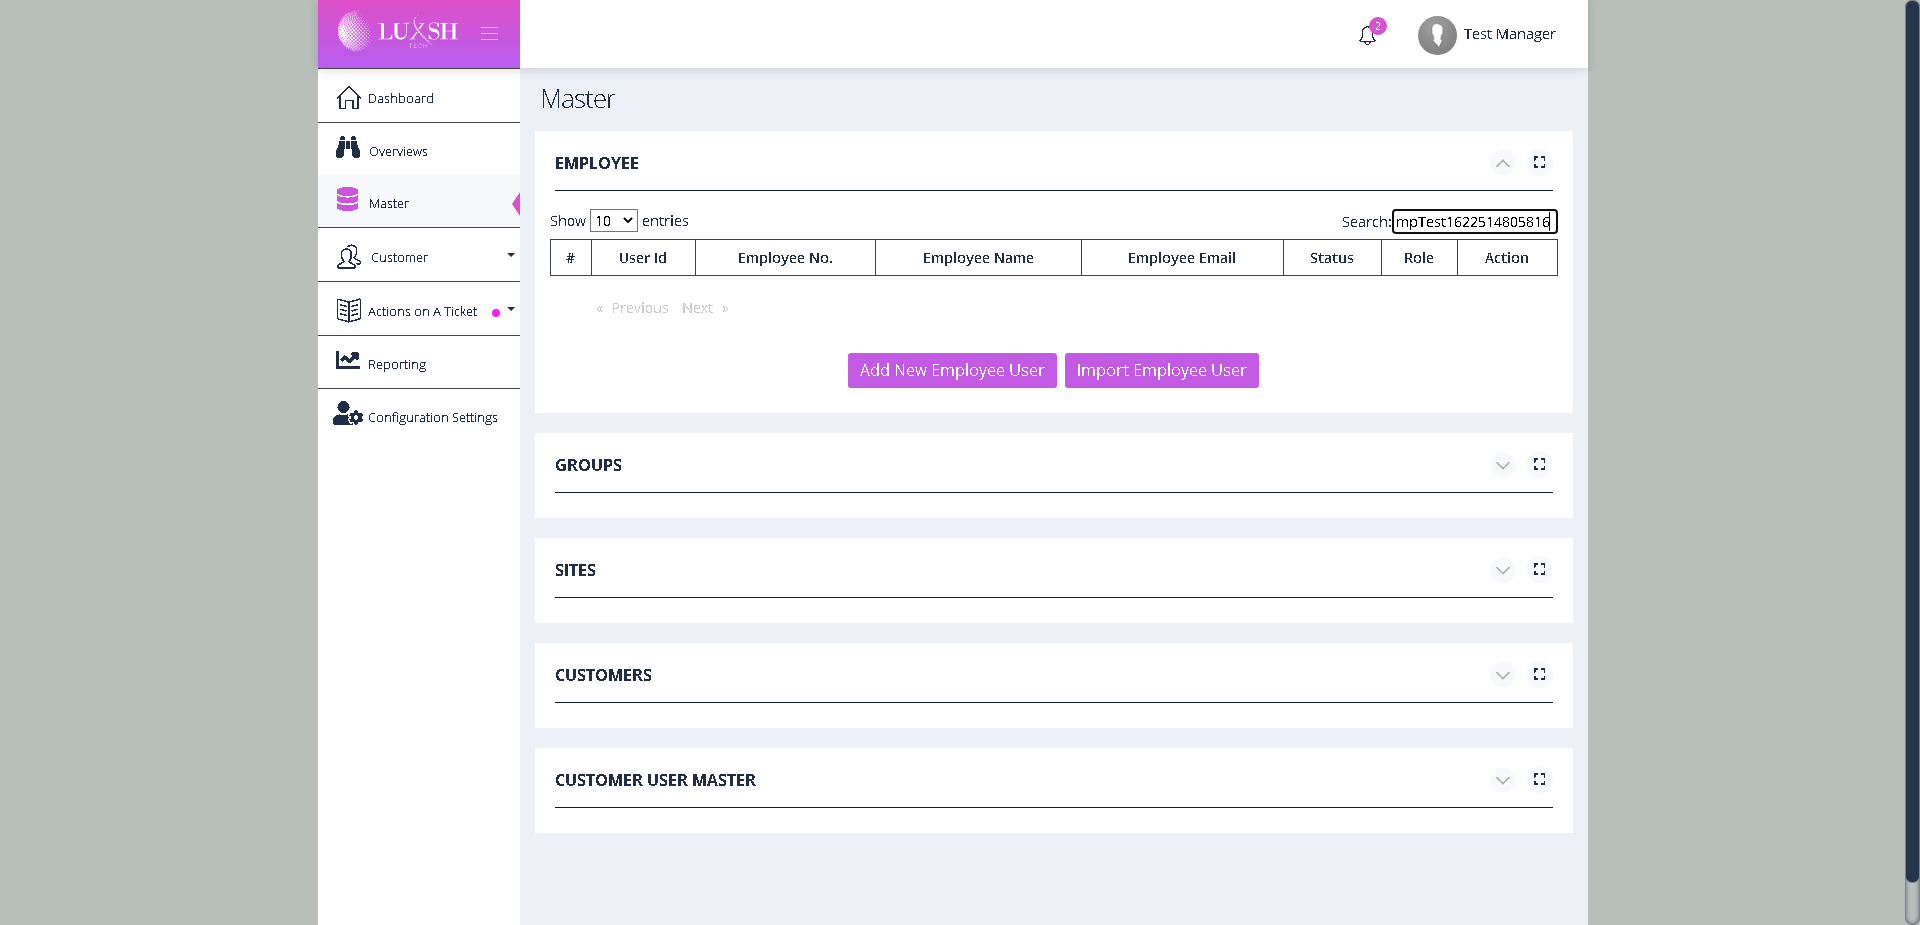 LUXSH
TECH
2
Test Manager
Dashboard
Overviews
Master
Customer
Actions on A Ticket
Reporting
Configuration Settings
Master
EMPLOYEE
Show 10 entries
Search: mpTest1622514805816
# User Id Employee No. Employee Name Employee Email Status Role Action
« Previous Next »
Add New Employee User Import Employee User
GROUPS
SITES
CUSTOMERS
CUSTOMER USER MASTER